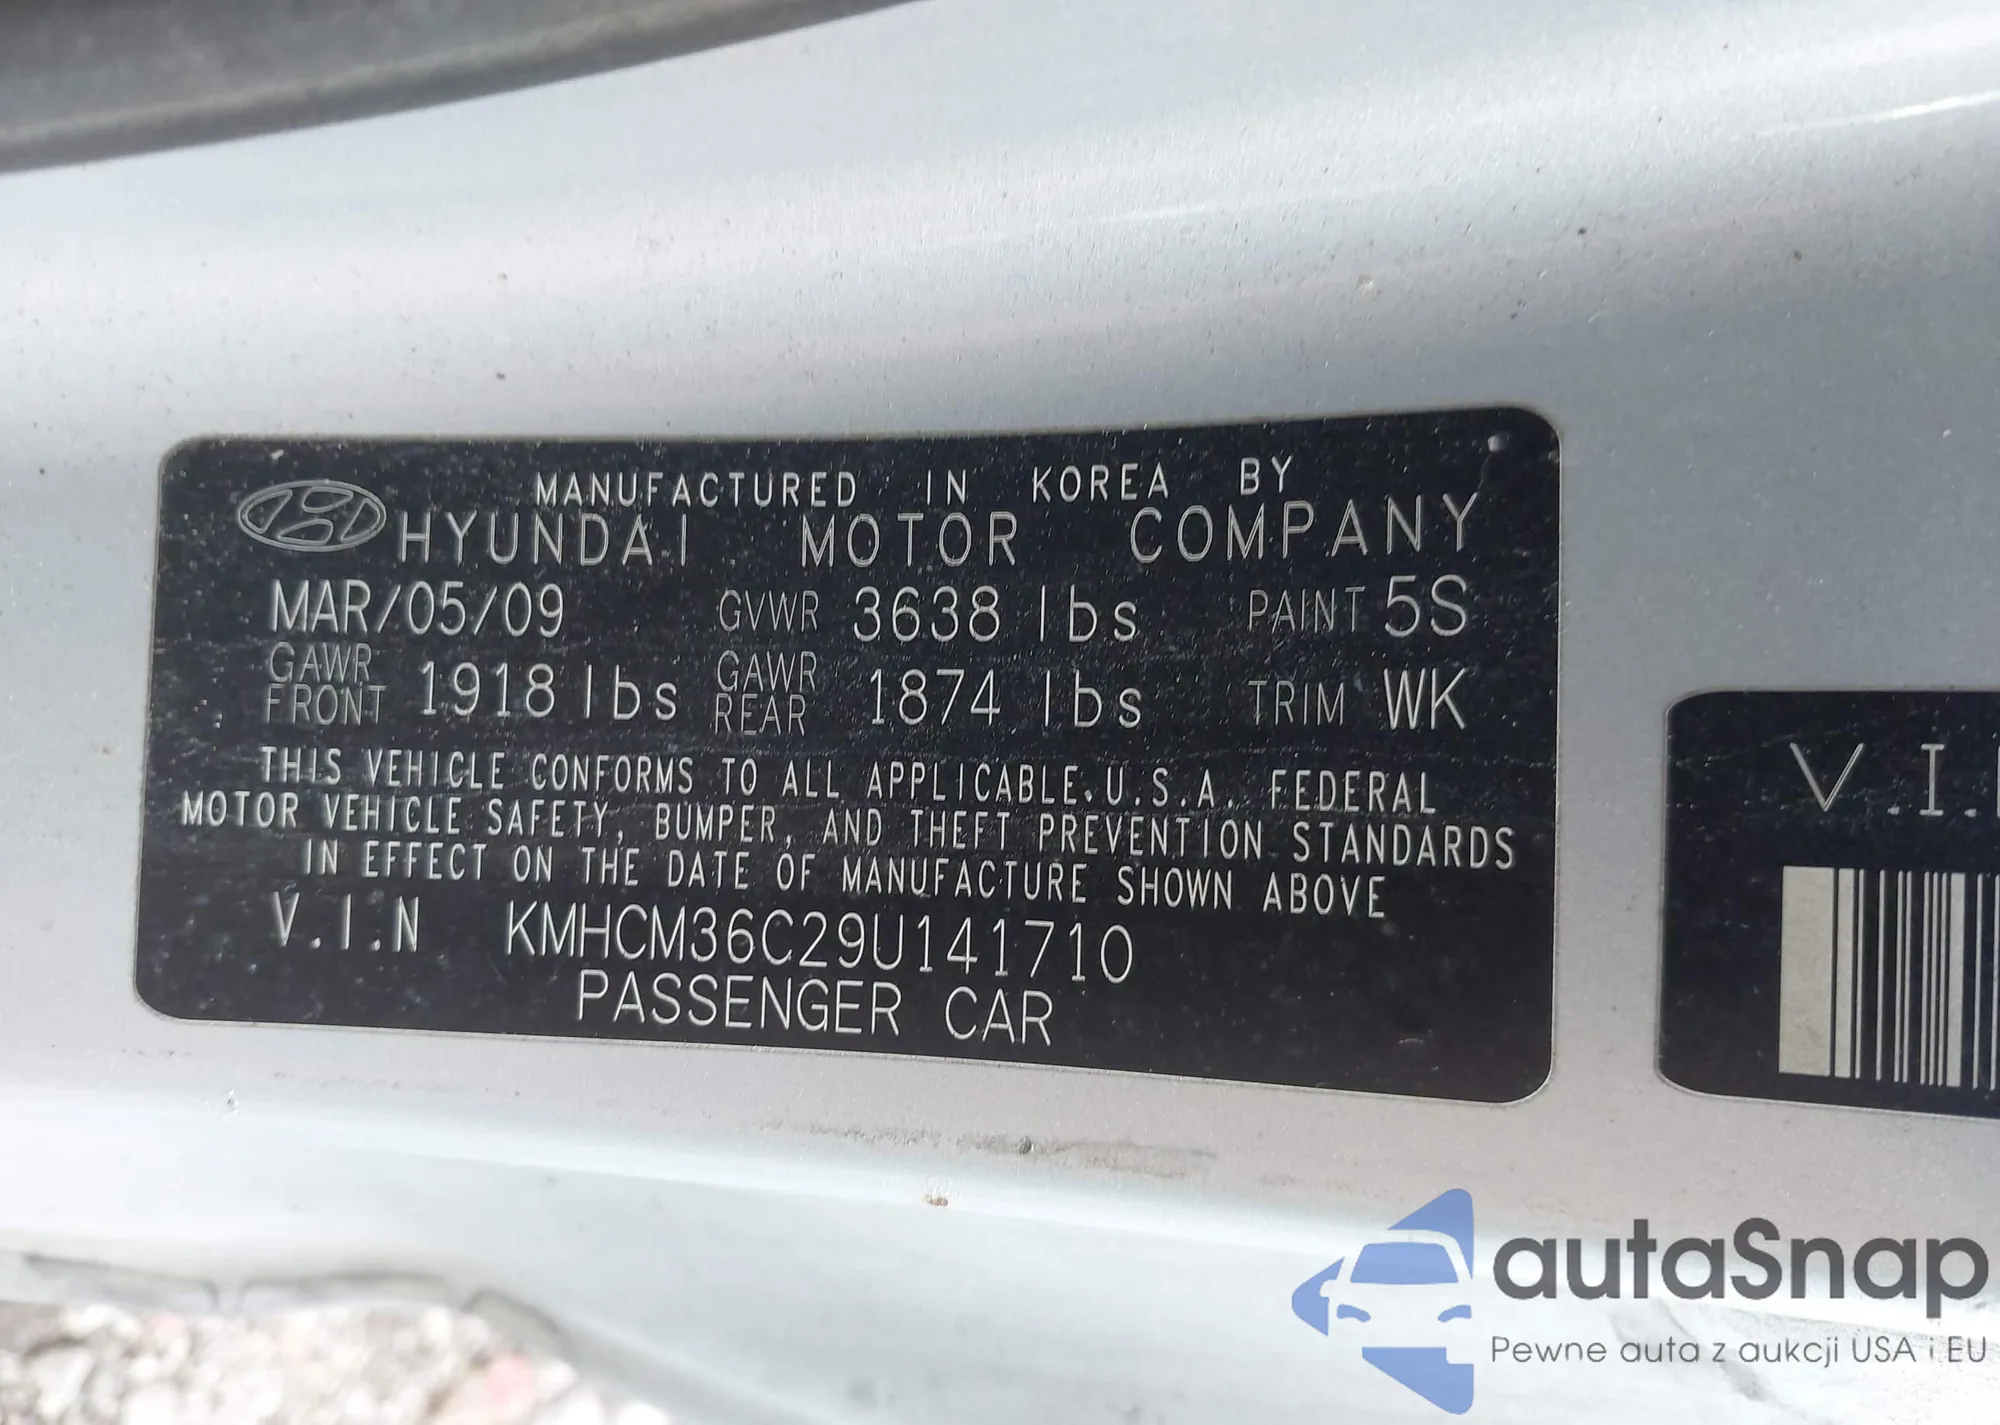 MANUFACTURED IN KOREA BY
HYUNDAI MOTOR COMPANY
MAR/05/09 GVWR 3638 lbs PAINT 5S
GAWR FRONT 1918 lbs GAWR REAR 1874 lbs TRIM WK
THIS VEHICLE CONFORMS TO ALL APPLICABLE U.S.A. FEDERAL
MOTOR VEHICLE SAFETY, BUMPER, AND THEFT PREVENTION STANDARDS
IN EFFECT ON THE DATE OF MANUFACTURE SHOWN ABOVE
V.I.N KMHCM36C29U141710
PASSENGER CAR
V.I.
autaSnap
Pewne auta z aukcji USA i EU